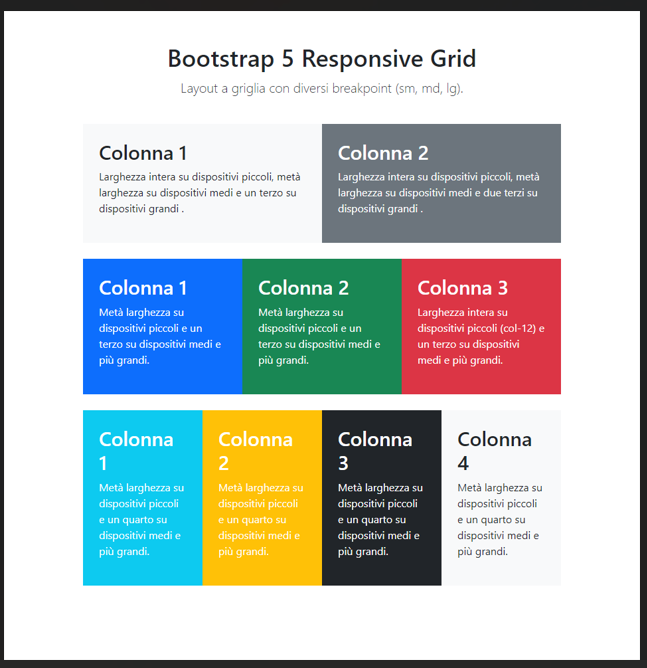 Bootstrap 5 Responsive Grid
Layout a griglia con diversi breakpoint (sm, md, lg).
Colonna 1
Larghezza intera su dispositivi piccoli, metà
larghezza su dispositivi medi e un terzo su
dispositivi grandi .
Colonna 2
Larghezza intera su dispositivi piccoli, metà
larghezza su dispositivi medi e due terzi su
dispositivi grandi .
Colonna 1
Metà larghezza su
dispositivi piccoli e un
terzo su dispositivi medi e
più grandi.
Colonna 2
Metà larghezza su
dispositivi piccoli e un
terzo su dispositivi medi e
più grandi.
Colonna 3
Larghezza intera su
dispositivi piccoli (col-12) e
un terzo su dispositivi
medi e più grandi.
Colonna
1
Metà larghezza su
dispositivi piccoli
e un quarto su
dispositivi medi e
più grandi.
Colonna
2
Metà larghezza su
dispositivi piccoli
e un quarto su
dispositivi medi e
più grandi.
Colonna
3
Metà larghezza su
dispositivi piccoli
e un quarto su
dispositivi medi e
più grandi.
Colonna
4
Metà larghezza su
dispositivi piccoli
e un quarto su
dispositivi medi e
più grandi.